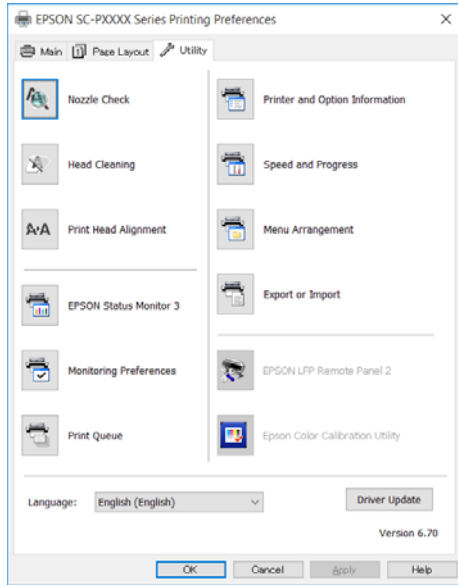 EPSON SC-PXXXX Series Printing Preferences
Main
Page Layout
Utility
Nozzle Check
Head Cleaning
Print Head Alignment
EPSON Status Monitor 3
Monitoring Preferences
Print Queue
Printer and Option Information
Speed and Progress
Menu Arrangement
Export or Import
EPSON LFP Remote Panel 2
Epson Color Calibration Utility
Language:
English (English)
Driver Update
Version 6.70
OK
Cancel
Apply
Help